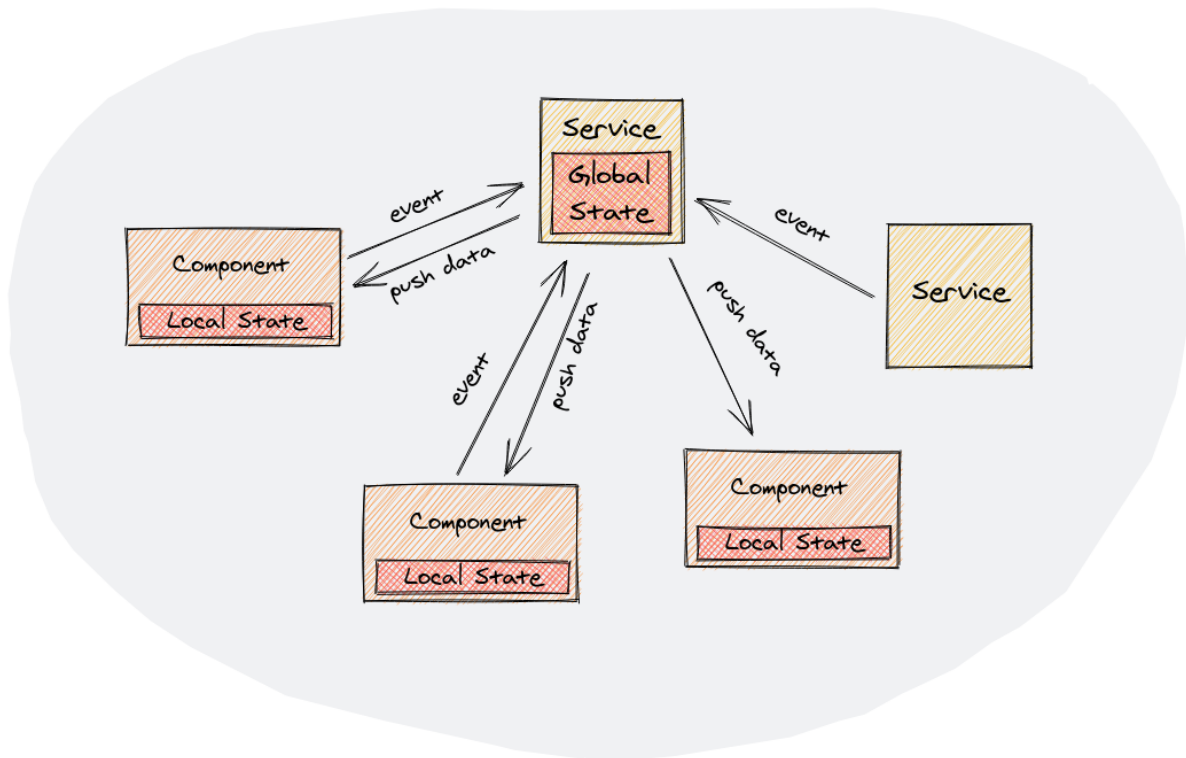 Service
Global
State
event
push data
event
Component
Local State
Service
event
push data
push data
Component
Local State
Component
Local State